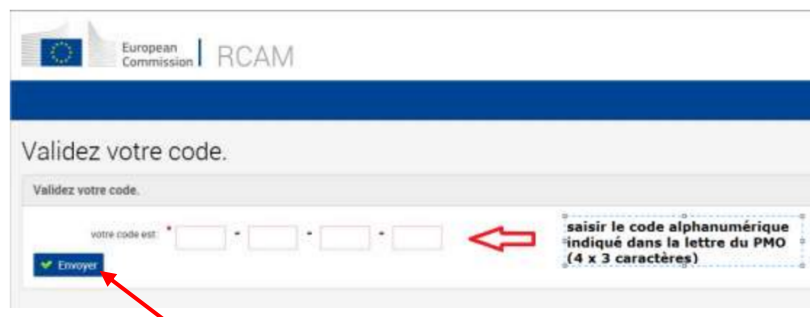 European
Commission
RCAM
Validez votre code.
Validez votre code.
votre code est: * - - -
Envoyer
saisir le code alphanumérique
indiqué dans la lettre du PMO
(4 x 3 caractères)